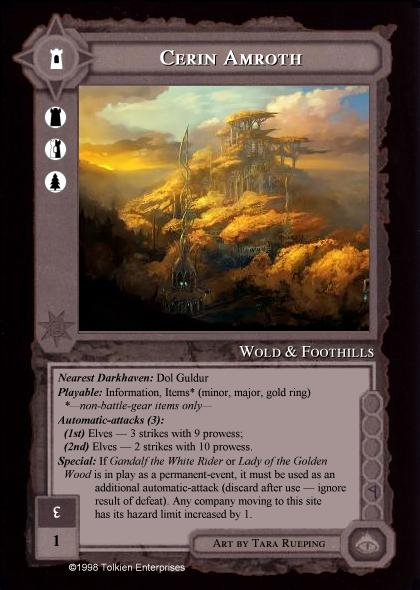 CERIN AMROTH
WOLD & FOOTHILLS
Nearest Darkhaven: Dol Guldur
Playable: Information, Items* (minor, major, gold ring)
*—non-battle-gear items only—
Automatic-attacks (3):
(1st) Elves — 3 strikes with 9 prowess;
(2nd) Elves — 2 strikes with 10 prowess.
Special: If Gandalf the White Rider or Lady of the Golden
Wood is in play as a permanent-event, it must be used as an
additional automatic-attack (discard after use — ignore
result of defeat). Any company moving to this site
has its hazard limit increased by 1.
1
ART BY TARA RUEPING
©1998 Tolkien Enterprises